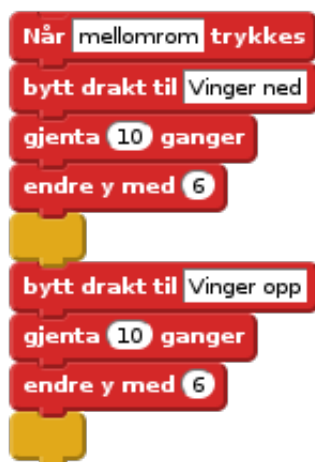 Når mellomrom trykkes
bytt drakt til Vinger ned
gjenta 10 ganger
endre y med 6
bytt drakt til Vinger opp
gjenta 10 ganger
endre y med 6